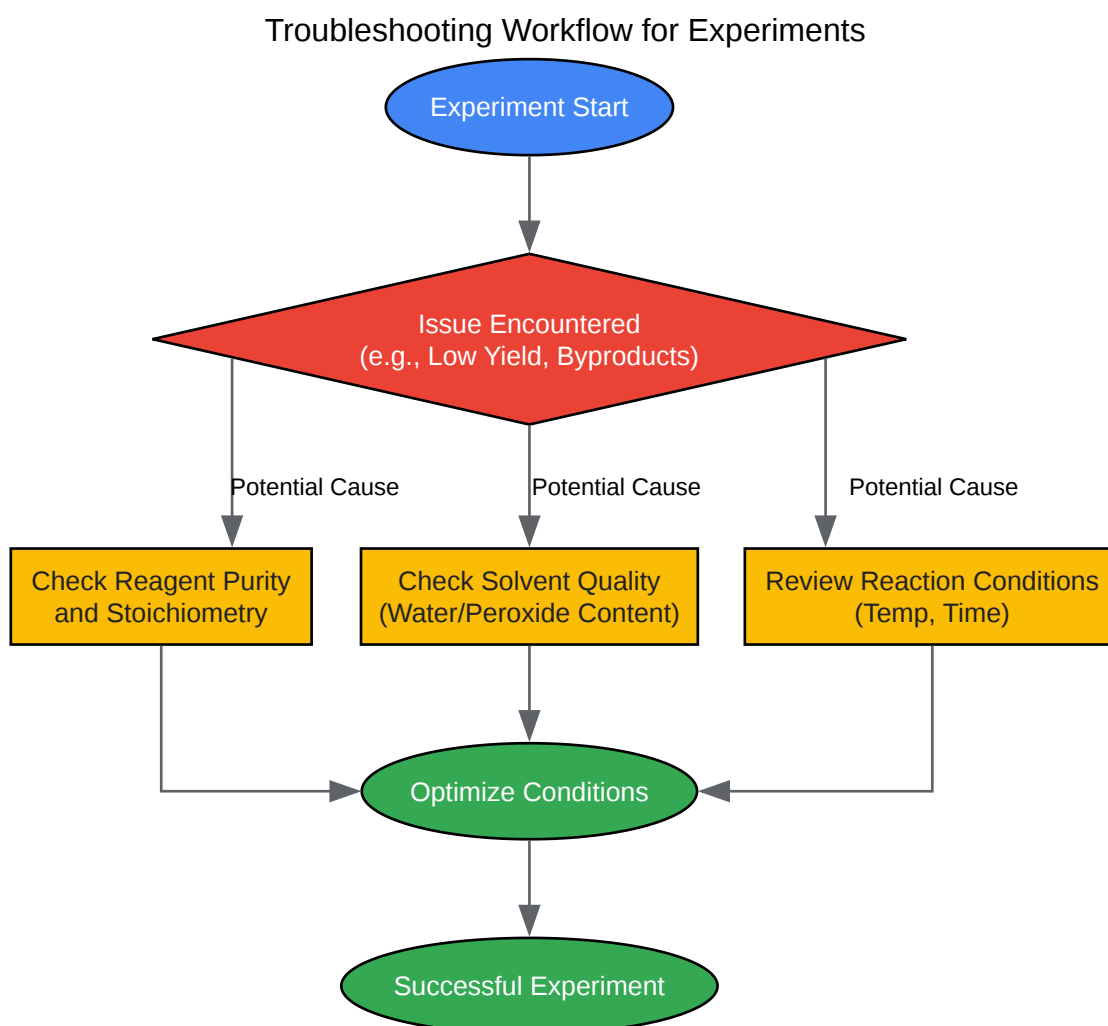 Troubleshooting Workflow for Experiments
Experiment Start
Issue Encountered
(e.g., Low Yield, Byproducts)
Potential Cause
Potential Cause
Potential Cause
Check Reagent Purity
and Stoichiometry
Check Solvent Quality
(Water/Peroxide Content)
Review Reaction Conditions
(Temp, Time)
Optimize Conditions
Successful Experiment